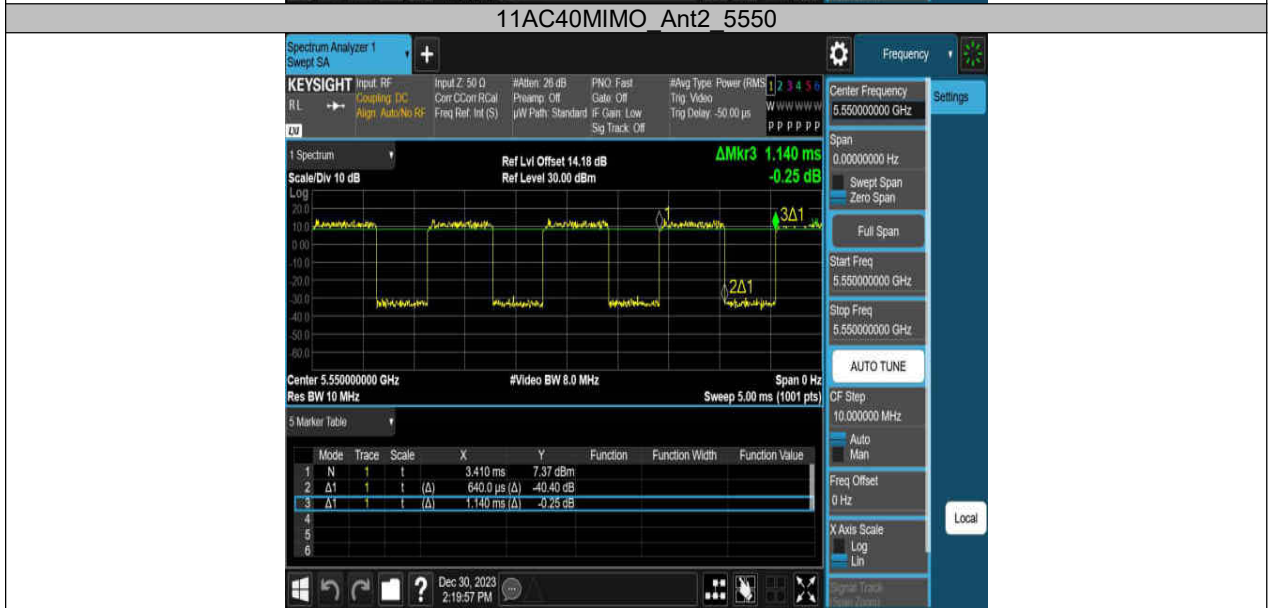 11AC40MIMO_Ant2_5550
Spectrum Analyzer 1
Swept SA
+
Frequency
KEYSIGHT
RL
Input: RF
Coupling: DC
Align: Auto/No RF
Input Z: 50 Ω
Corr CCorr RCal
Freq Ref: Int (S)
#Atten: 26 dB
Preamp: Off
µW Path: Standard
PNO: Fast
Gate: Off
IF Gain: Low
Sig Track: Off
#Avg Type: Power (RMS
Trig: Video
Trig Delay: -50.00 µs
1 2 3 4 5 6
W W W W W W
P P P P P P
1 Spectrum
Scale/Div 10 dB
Ref Lvl Offset 14.18 dB
Ref Level 30.00 dBm
ΔMkr3 1.140 ms
-0.25 dB
Log
20.0
10.0
0.00
-10.0
-20.0
-30.0
-40.0
-50.0
-60.0
1
3Δ1
2Δ1
Center 5.550000000 GHz
#Video BW 8.0 MHz
Span 0 Hz
Res BW 10 MHz
Sweep 5.00 ms (1001 pts)
5 Marker Table
Mode Trace Scale X Y Function Function Width Function Value
1 N 1 t 3.410 ms 7.37 dBm
2 Δ1 1 t (Δ) 640.0 µs (Δ) -40.40 dB
3 Δ1 1 t (Δ) 1.140 ms (Δ) -0.25 dB
4
5
6
?
Dec 30, 2023
2:19:57 PM
Center Frequency
5.550000000 GHz
Settings
Span
0.00000000 Hz
Swept Span
Zero Span
Full Span
Start Freq
5.550000000 GHz
Stop Freq
5.550000000 GHz
AUTO TUNE
CF Step
10.000000 MHz
Auto
Man
Freq Offset
0 Hz
X Axis Scale
Log
Lin
Local
Signal Track
(Span Zoom)